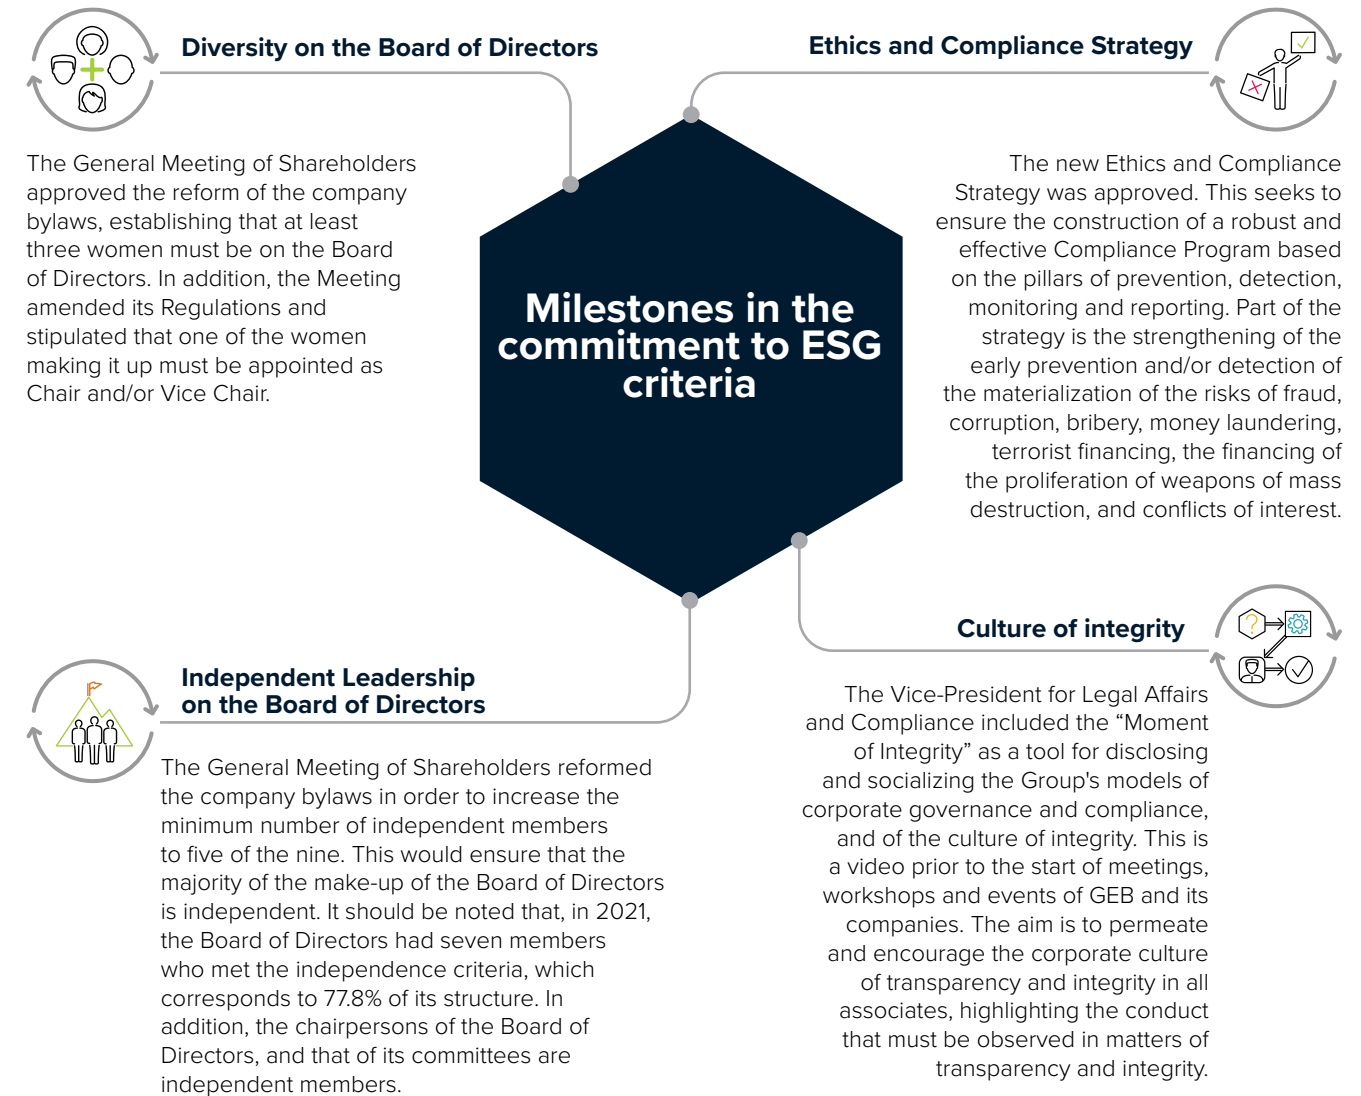 Diversity on the Board of Directors
The General Meeting of Shareholders
approved the reform of the company
bylaws, establishing that at least
three women must be on the Board
of Directors. In addition, the Meeting
amended its Regulations and
stipulated that one of the women
making it up must be appointed as
Chair and/or Vice Chair.
Ethics and Compliance Strategy
The new Ethics and Compliance
Strategy was approved. This seeks to
ensure the construction of a robust and
effective Compliance Program based
on the pillars of prevention, detection,
monitoring and reporting. Part of the
strategy is the strengthening of the
early prevention and/or detection of
the materialization of the risks of fraud,
corruption, bribery, money laundering,
terrorist financing, the financing of
the proliferation of weapons of mass
destruction, and conflicts of interest.
Milestones in the
commitment to ESG
criteria
Independent Leadership
on the Board of Directors
The General Meeting of Shareholders reformed
the company bylaws in order to increase the
minimum number of independent members
to five of the nine. This would ensure that the
majority of the make-up of the Board of Directors
is independent. It should be noted that, in 2021,
the Board of Directors had seven members
who met the independence criteria, which
corresponds to 77.8% of its structure. In
addition, the chairpersons of the Board of
Directors, and that of its committees are
independent members.
Culture of integrity
The Vice-President for Legal Affairs
and Compliance included the “Moment
of Integrity” as a tool for disclosing
and socializing the Group's models of
corporate governance and compliance,
and of the culture of integrity. This is
a video prior to the start of meetings,
workshops and events of GEB and its
companies. The aim is to permeate
and encourage the corporate culture
of transparency and integrity in all
associates, highlighting the conduct
that must be observed in matters of
transparency and integrity.